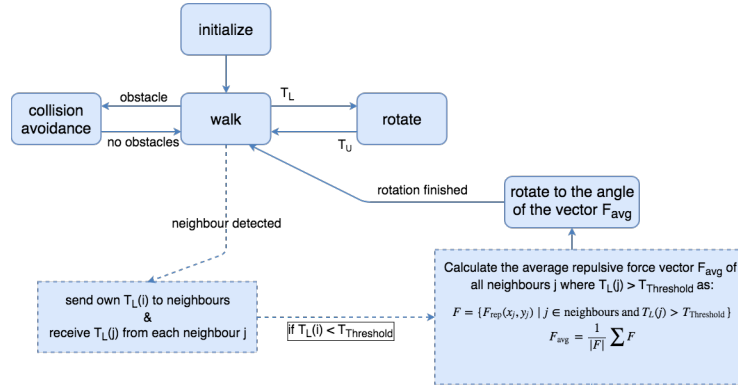 initialize
obstacle
T_L
collision
avoidance
walk
rotate
no obstacles
T_U
rotation finished
rotate to the angle
of the vector F_avg
neighbour detected
Calculate the average repulsive force vector F_avg of
all neighbours j where T_L(j) > T_Threshold as:
F = {F_rep(x_j, y_j) | j ∈ neighbours and T_L(j) > T_Threshold}
F_avg = 1/|F| ∑ F
send own T_L(i) to neighbours
&
receive T_L(j) from each neighbour j
if T_L(i) < T_Threshold